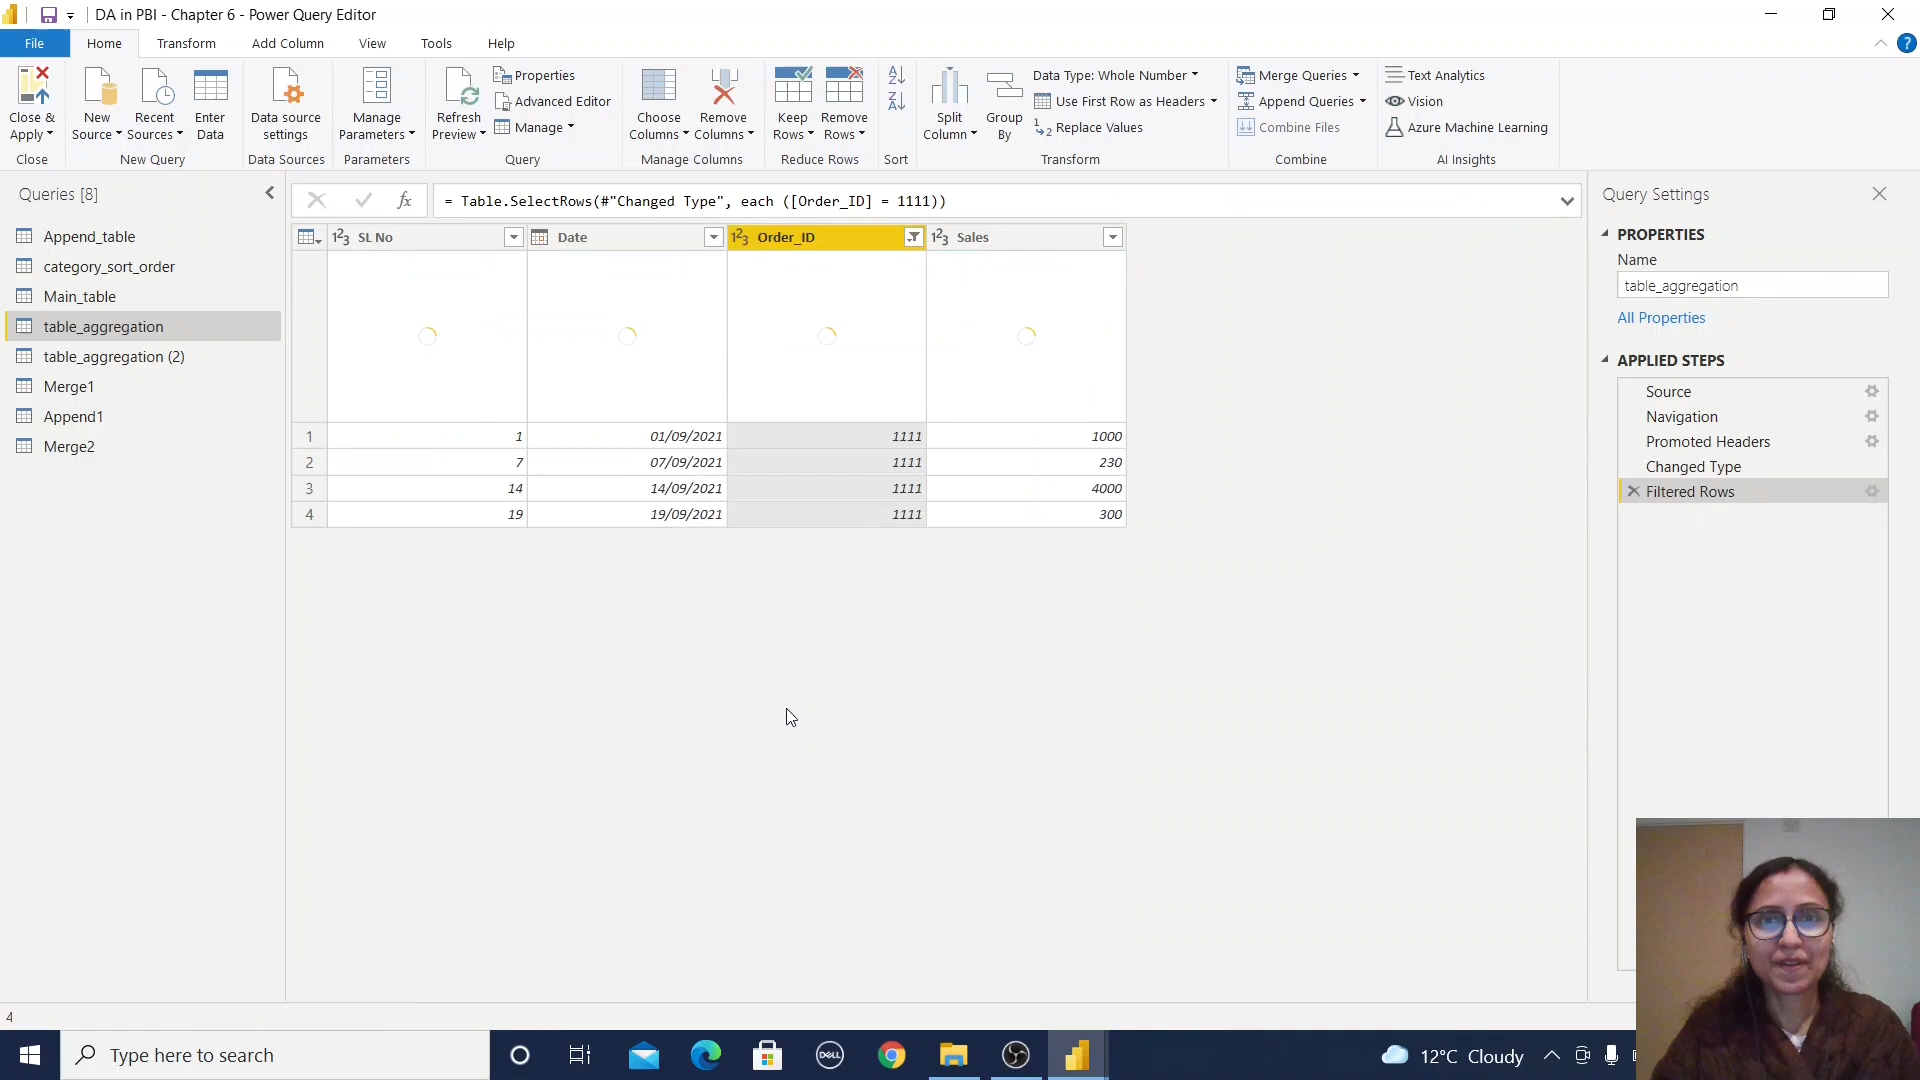 DA in PBI - Chapter 6 - Power Query Editor
File Home Transform Add Column View Tools Help
Close & Apply
Close
New Source
Recent Sources
Enter Data
New Query
Data source settings
Data Sources
Manage Parameters
Parameters
Refresh Preview
Properties
Advanced Editor
Manage
Query
Choose Columns
Remove Columns
Manage Columns
Keep Rows
Remove Rows
Reduce Rows
Sort
Split Column
Group By
Data Type: Whole Number
Use First Row as Headers
Replace Values
Transform
Merge Queries
Append Queries
Combine Files
Combine
Text Analytics
Vision
Azure Machine Learning
AI Insights
Queries [8]
Append_table
category_sort_order
Main_table
table_aggregation
table_aggregation (2)
Merge1
Append1
Merge2
fx = Table.SelectRows(#"Changed Type", each ([Order_ID] = 1111))
SL No Date Order_ID Sales
1 1 01/09/2021 1111 1000
2 7 07/09/2021 1111 230
3 14 14/09/2021 1111 4000
4 19 19/09/2021 1111 300
Query Settings
PROPERTIES
Name
table_aggregation
All Properties
APPLIED STEPS
Source
Navigation
Promoted Headers
Changed Type
Filtered Rows
4
Type here to search
DELL
12°C Cloudy